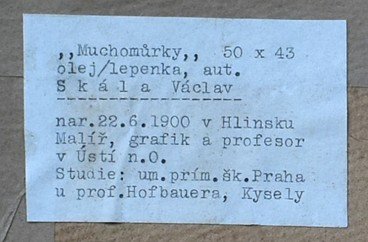 ,,Muchomůrky,, 50 x 43
olej/lepenka, aut.
Skála Václav
nar.22.6.1900 v Hlinsku
Malíř, grafik a profesor
v Ústí n.O.
Studie: um.prím.šk.Praha
u prof.Hofbauera, Kysely